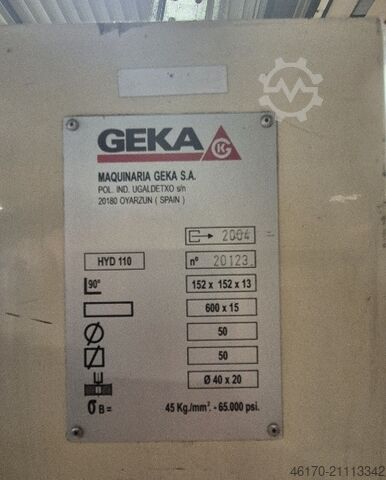 GEKA
GK
MAQUINARIA GEKA S.A.
POL. IND. UGALDETXO s/n
20180 OYARZUN ( SPAIN )
2004
HYD 110 nº 20123
90° 152 x 152 x 13
600 x 15
50
50
Ø 40 x 20
σB= 45 Kg./mm². - 65.000 psi.
46170-21113342